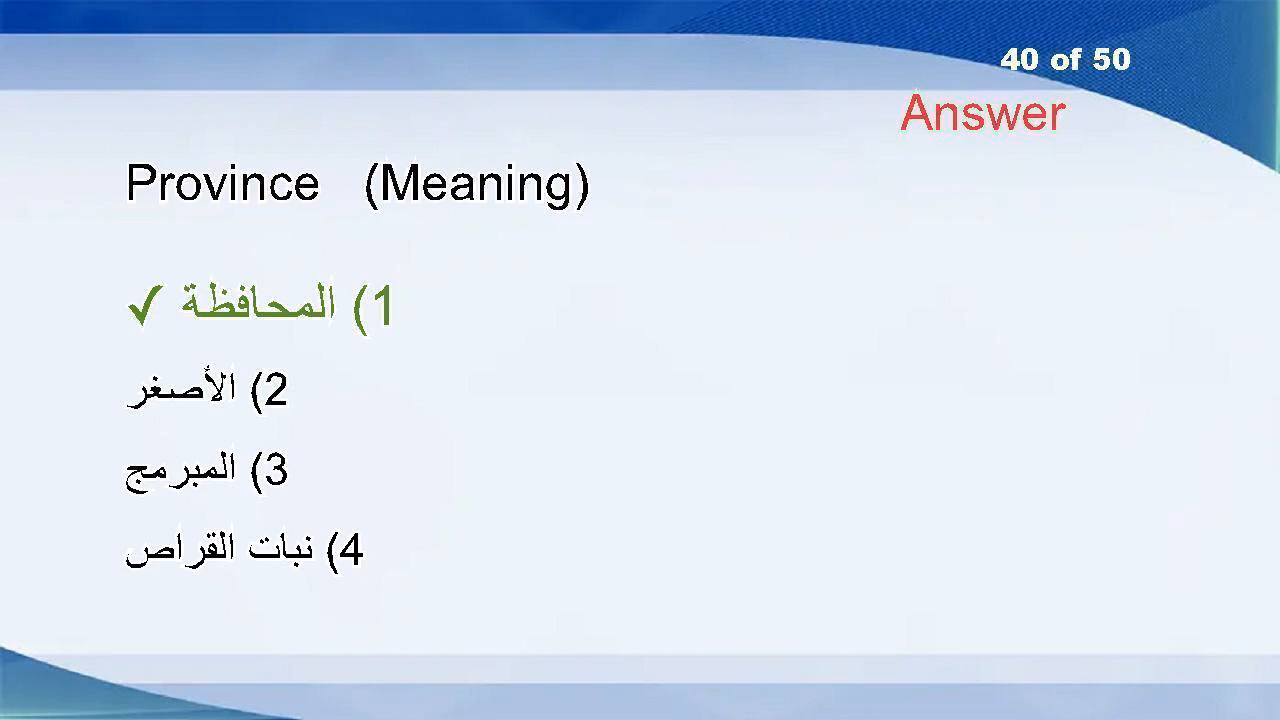 40 of 50
Answer
Province (Meaning)
1) المحافظة ✓
2) الأصغر
3) المبرمج
4) نبات القراص